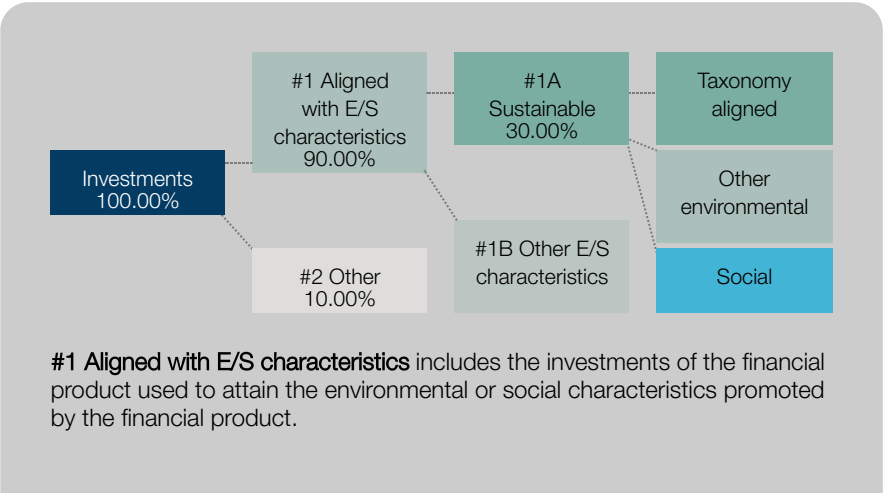 #1 Aligned
with E/S
characteristics
90.00%
#1A
Sustainable
30.00%
Taxonomy
aligned
Investments
100.00%
Other
environmental
#2 Other
10.00%
#1B Other E/S
characteristics
Social
#1 Aligned with E/S characteristics includes the investments of the financial
product used to attain the environmental or social characteristics promoted
by the financial product.